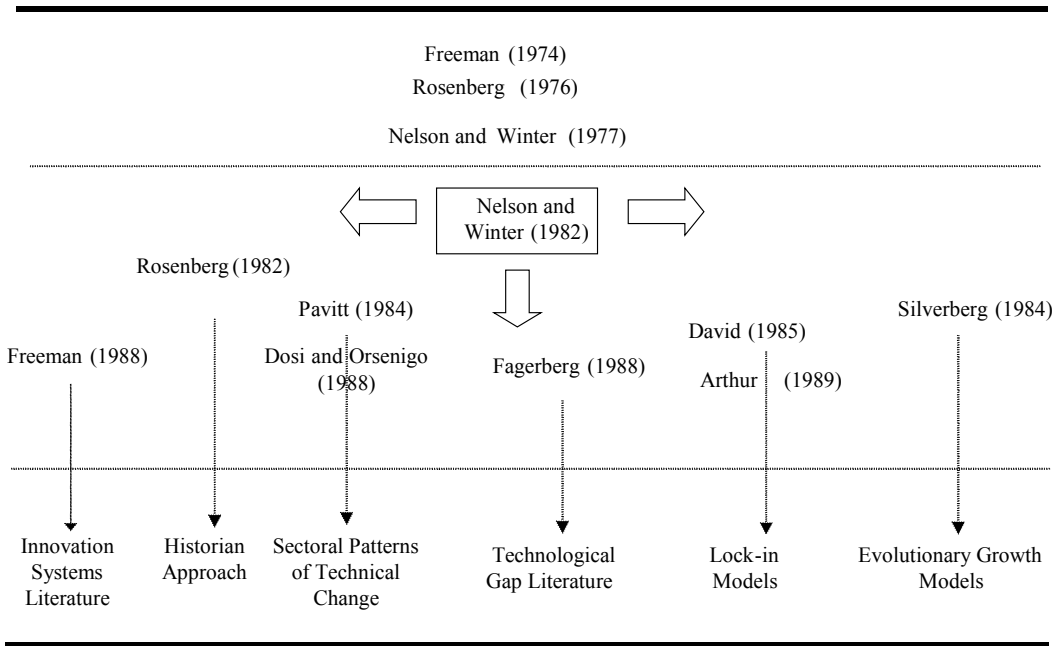 Freeman (1974)
Rosenberg (1976)
Nelson and Winter (1977)
Nelson and
Winter (1982)
Rosenberg (1982)
Pavitt (1984)
Silverberg (1984)
David (1985)
Freeman (1988)
Dosi and Orsenigo
(1988)
Fagerberg (1988)
Arthur (1989)
Innovation
Systems
Literature
Historian
Approach
Sectoral Patterns
of Technical
Change
Technological
Gap Literature
Lock-in
Models
Evolutionary Growth
Models